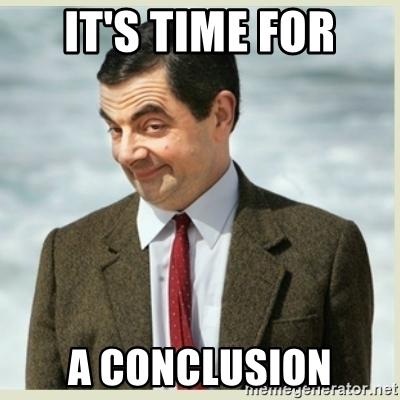 IT'S TIME FOR
A CONCLUSION
memegenerator.net